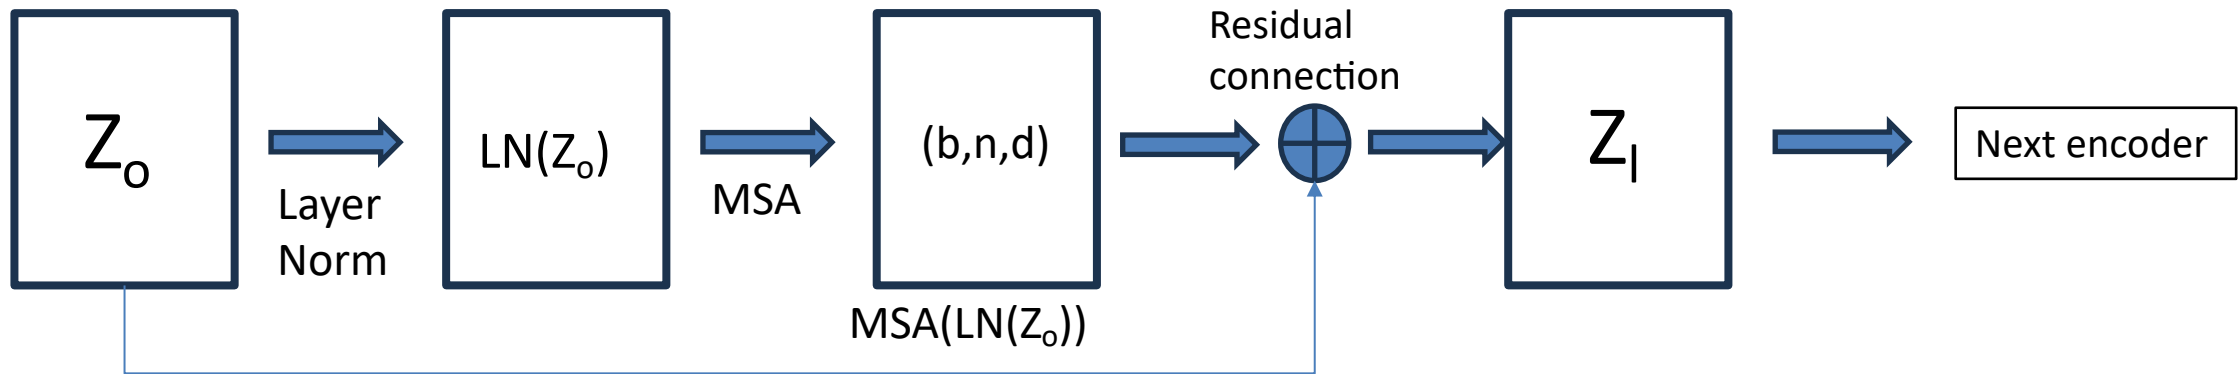 Z₀
Layer
Norm
LN(Z₀)
MSA
(b,n,d)
MSA(LN(Z₀))
Residual
connection
Zₗ
Next encoder